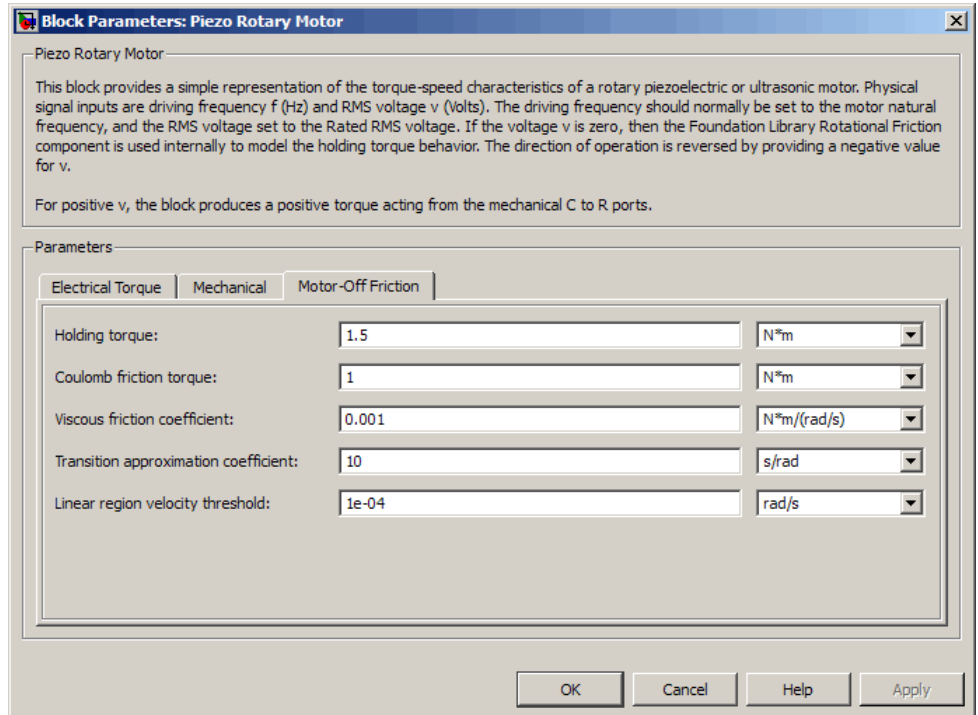 Block Parameters: Piezo Rotary Motor
Piezo Rotary Motor
This block provides a simple representation of the torque-speed characteristics of a rotary piezoelectric or ultrasonic motor. Physical
signal inputs are driving frequency f (Hz) and RMS voltage v (Volts). The driving frequency should normally be set to the motor natural
frequency, and the RMS voltage set to the Rated RMS voltage. If the voltage v is zero, then the Foundation Library Rotational Friction
component is used internally to model the holding torque behavior. The direction of operation is reversed by providing a negative value
for v.
For positive v, the block produces a positive torque acting from the mechanical C to R ports.
Parameters
Electrical Torque Mechanical Motor-Off Friction
Holding torque: 1.5 N*m
Coulomb friction torque: 1 N*m
Viscous friction coefficient: 0.001 N*m/(rad/s)
Transition approximation coefficient: 10 s/rad
Linear region velocity threshold: 1e-04 rad/s
OK Cancel Help Apply